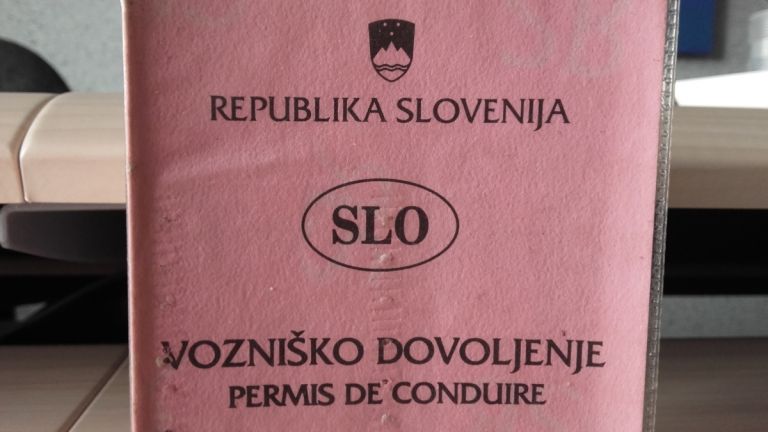 REPUBLIKA SLOVENIJA
SLO
VOZNIŠKO DOVOLJENJE
PERMIS DE CONDUIRE